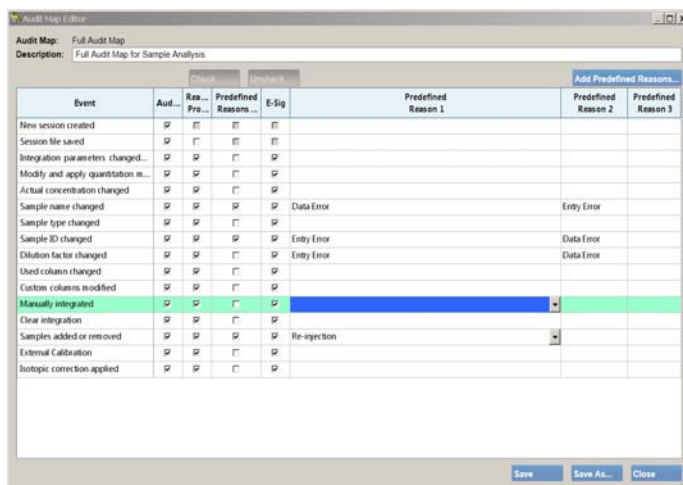 Audit Map Editor
Audit Map: Full Audit Map
Description: Full Audit Map for Sample Analysis
Check... Uncheck... Add Predefined Reasons...
Event Aud... Rea... Pro... Predefined Reasons... E-Sig Predefined Reason 1 Predefined Reason 2 Predefined Reason 3
New session created
Session file saved
Integration parameters changed...
Modify and apply quantitation m...
Actual concentration changed
Sample name changed Data Error Entry Error
Sample type changed
Sample ID changed Entry Error Data Error
Dilution factor changed Entry Error Data Error
Used column changed
Custom columns modified
Manually integrated
Clear integration
Samples added or removed Re-injection
External Calibration
Isotopic correction applied
Save Save As... Close